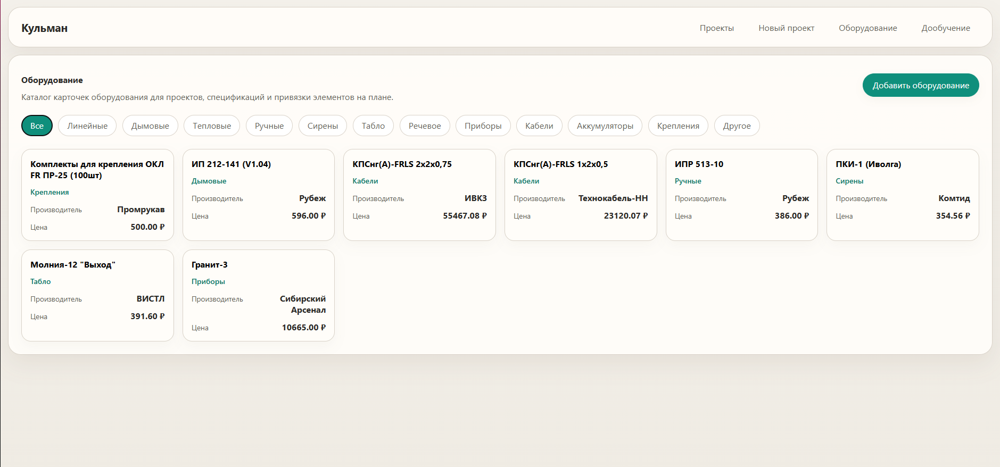 Кульман
Проекты Новый проект Оборудование Дообучение
Оборудование
Добавить оборудование
Каталог карточек оборудования для проектов, спецификаций и привязки элементов на плане.
Все Линейные Дымовые Тепловые Ручные Сирены Табло Речевое Приборы Кабели Аккумуляторы Крепления Другое
Комплекты для крепления ОКЛ
FR ПР-25 (100шт)
Крепления
Производитель Промрукав
Цена 500.00 ₽
ИП 212-141 (V1.04)
Дымовые
Производитель Рубеж
Цена 596.00 ₽
КПСнг(А)-FRLS 2x2x0,75
Кабели
Производитель ИВКЗ
Цена 55467.08 ₽
КПСнг(А)-FRLS 1x2x0,5
Кабели
Производитель Технокабель-НН
Цена 23120.07 ₽
ИПР 513-10
Ручные
Производитель Рубеж
Цена 386.00 ₽
ПКИ-1 (Иволга)
Сирены
Производитель Комтид
Цена 354.56 ₽
Молния-12 "Выход"
Табло
Производитель ВИСТЛ
Цена 391.60 ₽
Гранит-3
Приборы
Производитель Сибирский
Арсенал
Цена 10665.00 ₽